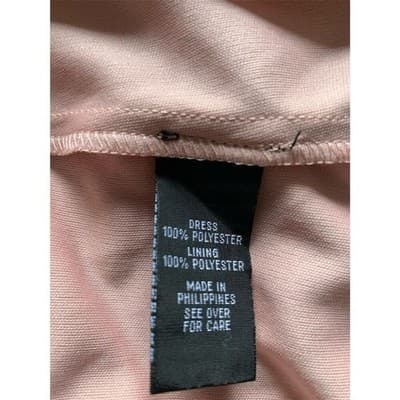 DRESS
100% POLYESTER
LINING
100% POLYESTER
MADE IN
PHILIPPINES
SEE OVER
FOR CARE